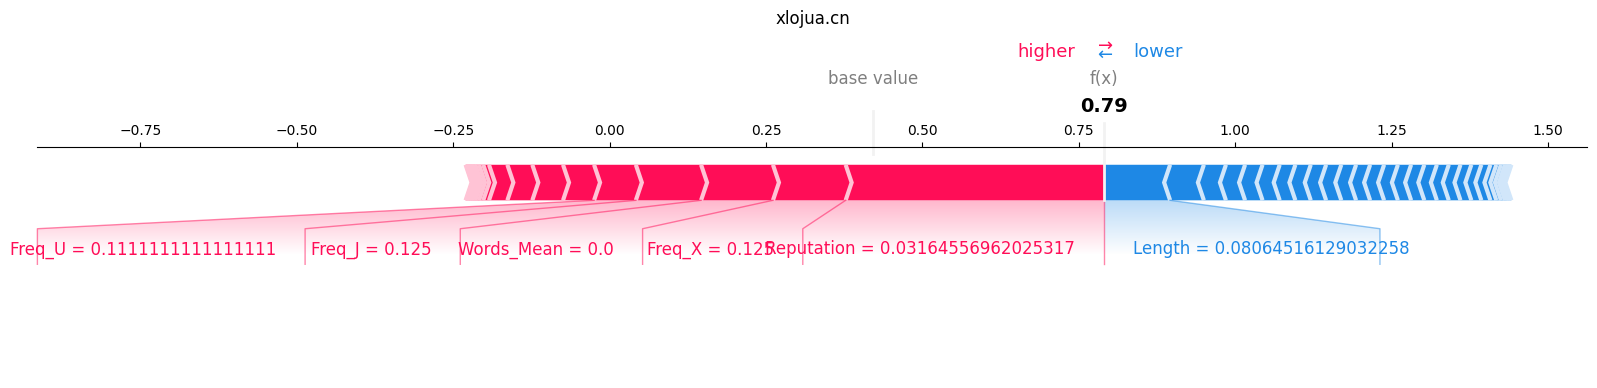 xlojua.cn
higher → ← lower
base value f(x)
0.79
−0.75 −0.50 −0.25 0.00 0.25 0.50 0.75 1.00 1.25 1.50
Freq_U = 0.1111111111111111 Freq_J = 0.125 Words_Mean = 0.0 Freq_X = 0.125 Reputation = 0.03164556962025317 Length = 0.08064516129032258